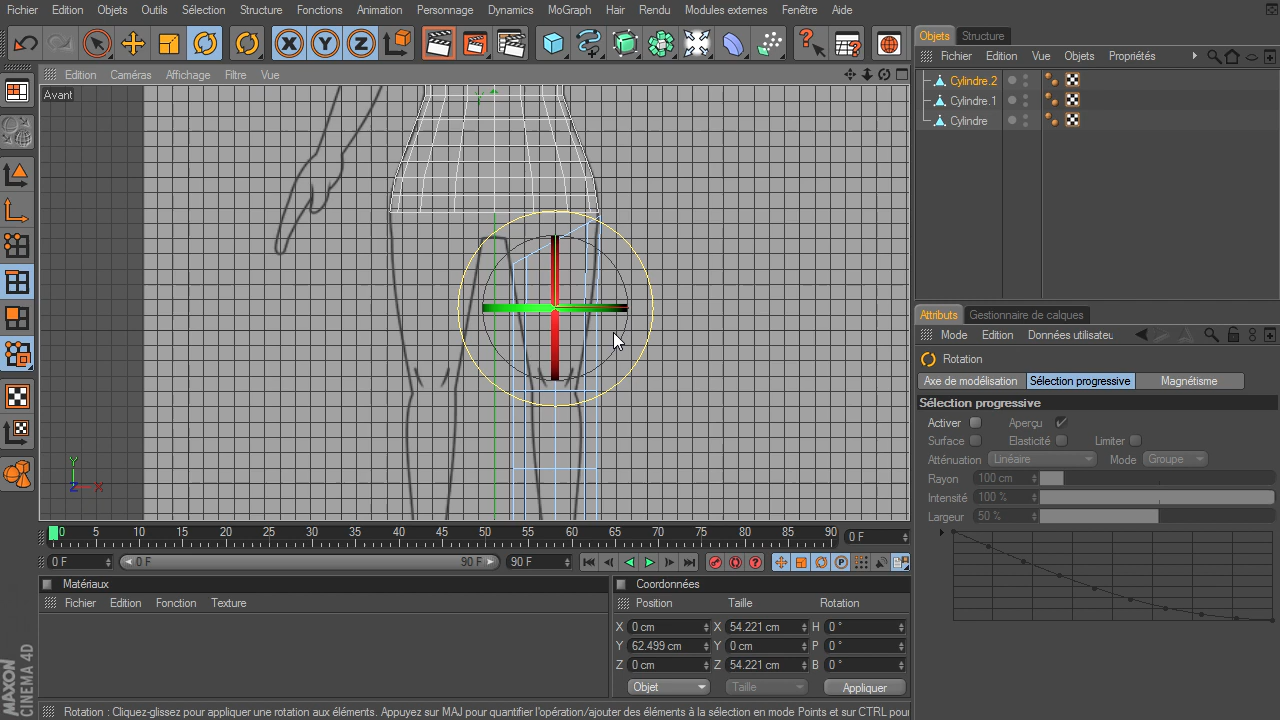 Fichier Edition Objets Outils Sélection Structure Fonctions Animation Personnage Dynamics MoGraph Hair Rendu Modules externes Fenêtre Aide
X Y Z
Objets Structure
Fichier Edition Vue Objets Propriétés
Edition Caméras Affichage Filtre Vue
Avant
Y
Cylindre.2
Cylindre.1
Cylindre
Attributs Gestionnaire de calques
Mode Edition Données utilisateu
Rotation
Axe de modélisation Sélection progressive Magnétisme
Sélection progressive
Activer Aperçu
Surface Elasticité Limiter
Atténuation Linéaire Mode Groupe
Rayon 100 cm
Intensité 100 %
Largeur 50 %
Y
Z X
0 5 10 15 20 25 30 35 40 45 50 55 60 65 70 75 80 85 90 0 F
0 F 0 F 90 F 90 F
Matériaux
Fichier Edition Fonction Texture
Coordonnées
Position Taille Rotation
X 0 cm X 54.221 cm H 0 °
Y 62.499 cm Y 0 cm P 0 °
Z 0 cm Z 54.221 cm B 0 °
Objet Taille Appliquer
MAXON
CINEMA 4D
Rotation : Cliquez-glissez pour appliquer une rotation aux éléments. Appuyez sur MAJ pour quantifier l'opération/ajouter des éléments à la sélection en mode Points et sur CTRL pour